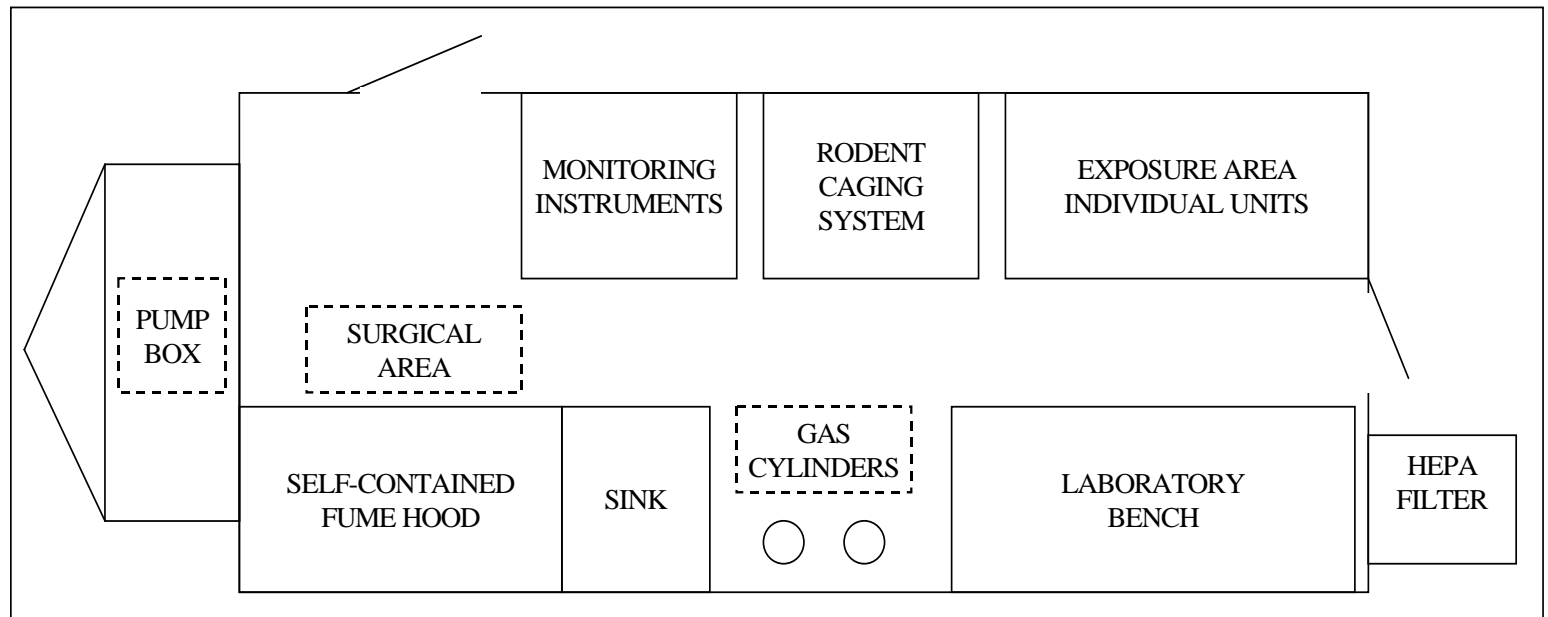 MONITORING
INSTRUMENTS
RODENT
CAGING
SYSTEM
EXPOSURE AREA
INDIVIDUAL UNITS
PUMP
BOX
SURGICAL
AREA
SELF-CONTAINED
FUME HOOD
SINK
GAS
CYLINDERS
LABORATORY
BENCH
HEPA
FILTER